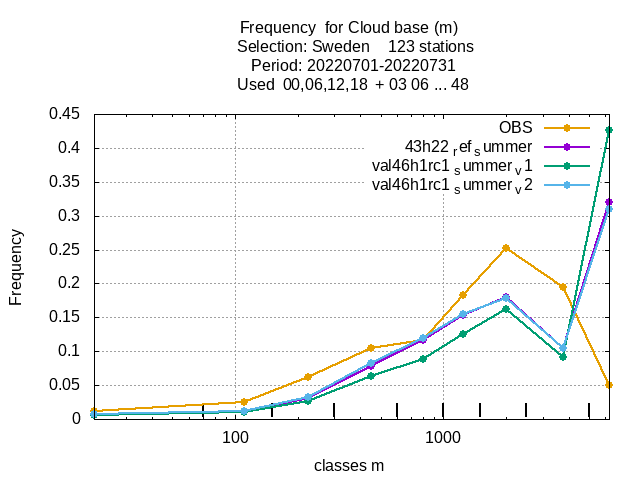 Frequency for Cloud base (m)
Selection: Sweden 123 stations
Period: 20220701-20220731
Used 00,06,12,18 + 03 06 ... 48
0.45
0.4
0.35
0.3
0.25
0.2
0.15
0.1
0.05
0
Frequency
OBS
43h22 ref summer
val46h1rc1 summer v1
val46h1rc1 summer v2
100
1000
classes m